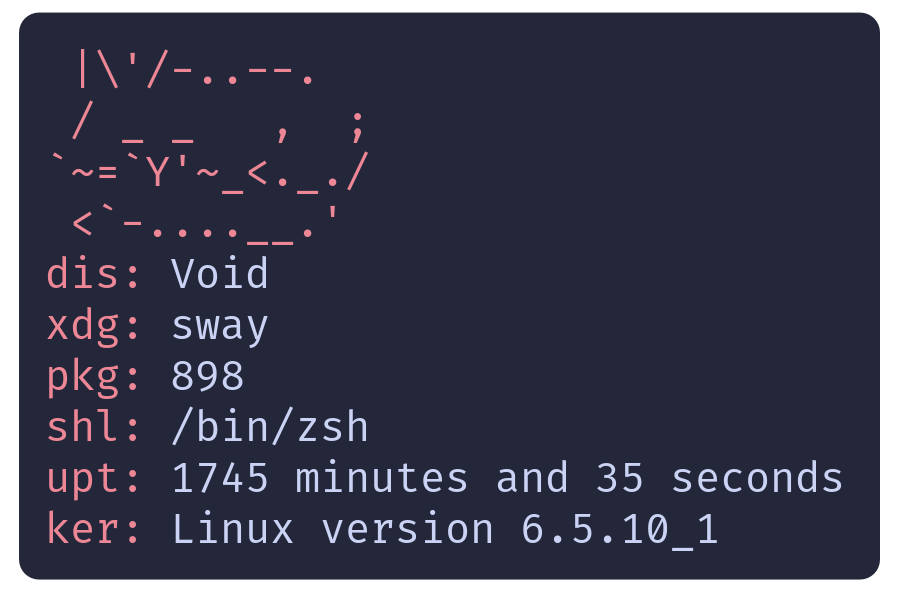 |\'/-..--.
 / _ _   ,  ;
`~=`Y'~_<._./
 <`-....__.'
dis: Void
xdg: sway
pkg: 898
shl: /bin/zsh
upt: 1745 minutes and 35 seconds
ker: Linux version 6.5.10_1